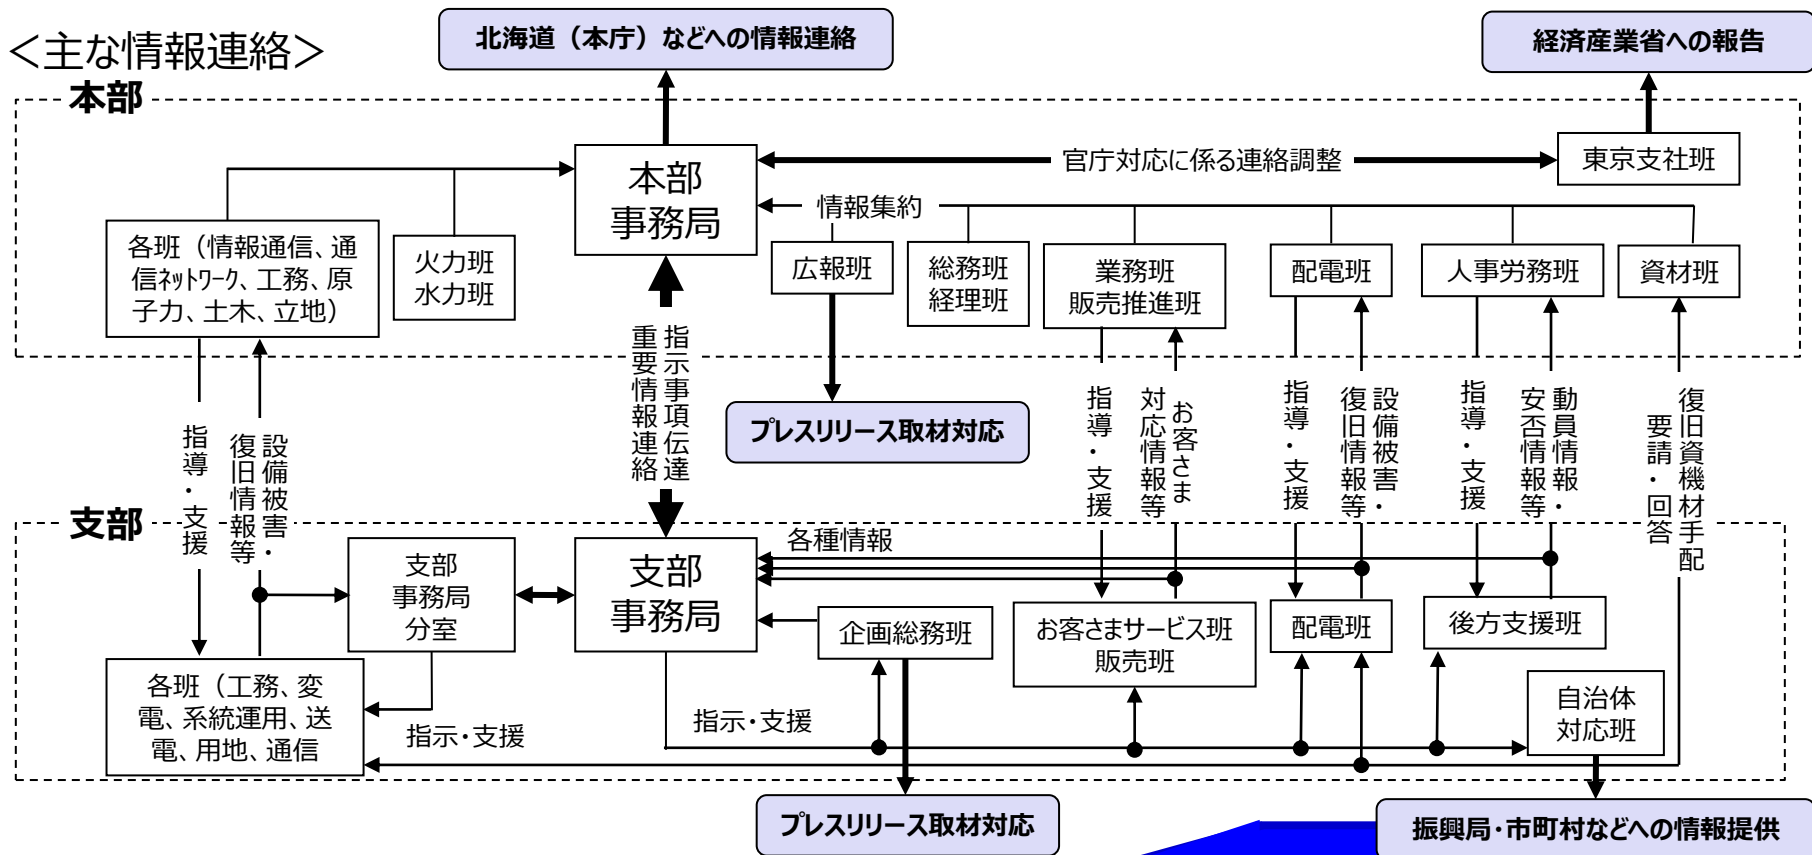 ＜主な情報連絡＞
北海道（本庁）などへの情報連絡
経済産業省への報告
本部
本部
事務局
官庁対応に係る連絡調整
東京支社班
情報集約
各班（情報通信、通
信ネットワーク、工務、原
子力、土木、立地）
火力班
水力班
広報班
総務班
経理班
業務班
販売推進班
配電班
人事労務班
資材班
指示事項伝達
重要情報連絡
プレスリリース取材対応
指導・支援
設備被害・
復旧情報等
指導・支援
お客さま
対応情報等
指導・支援
設備被害・
復旧情報等
指導・支援
動員情報・
安否情報等
復旧資機材手配
要請・回答
支部
支部
事務局
分室
支部
事務局
各種情報
企画総務班
お客さまサービス班
販売班
配電班
後方支援班
各班（工務、変
電、系統運用、送
電、用地、通信
指示・支援
指示・支援
自治体
対応班
プレスリリース取材対応
振興局・市町村などへの情報提供